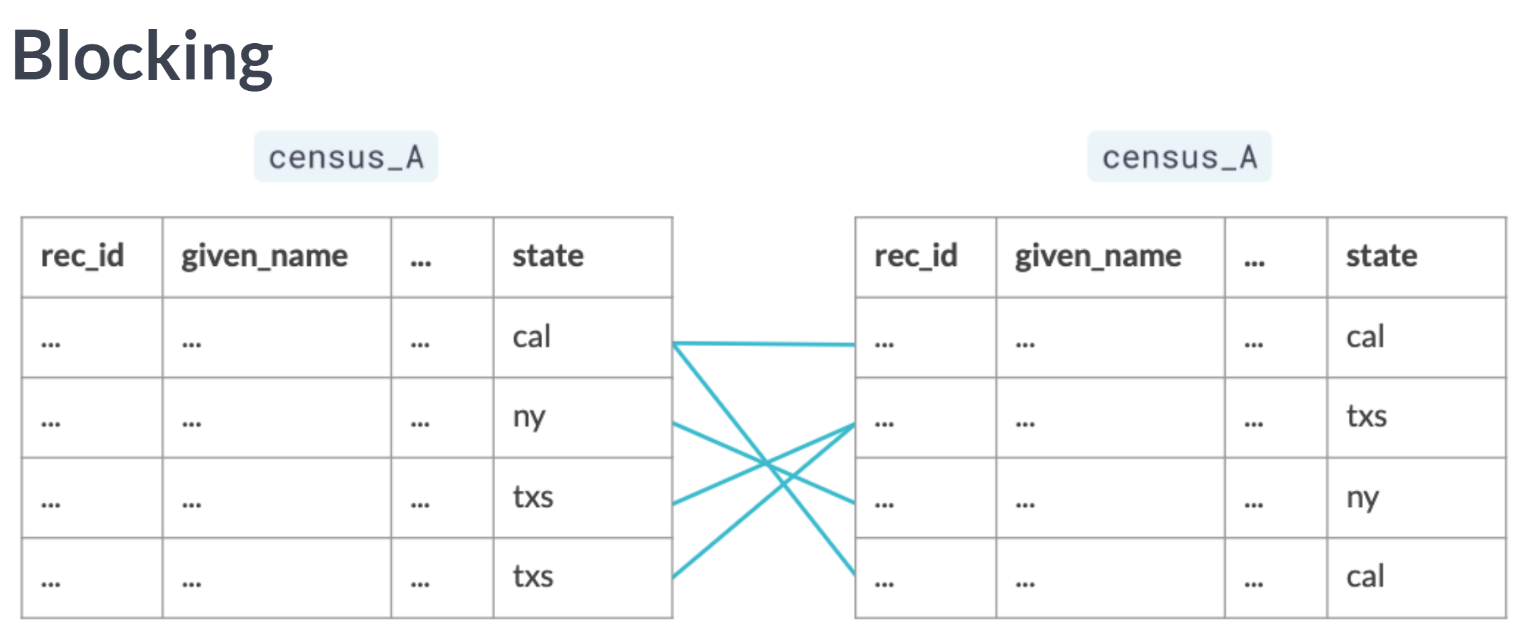 Blocking
census_A census_A
rec_id given_name ... state rec_id given_name ... state
... ... ... cal ... ... ... cal
... ... ... ny ... ... ... txs
... ... ... txs ... ... ... ny
... ... ... txs ... ... ... cal